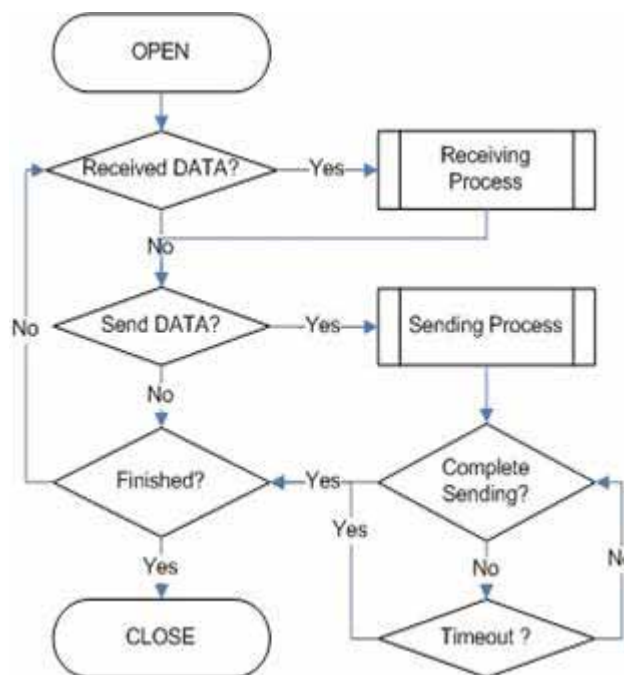 OPEN
Received DATA?
Yes
Receiving
Process
No
Send DATA?
Yes
Sending Process
No
No
Finished?
Yes
Complete
Sending?
Yes
No
No
Yes
CLOSE
Timeout ?